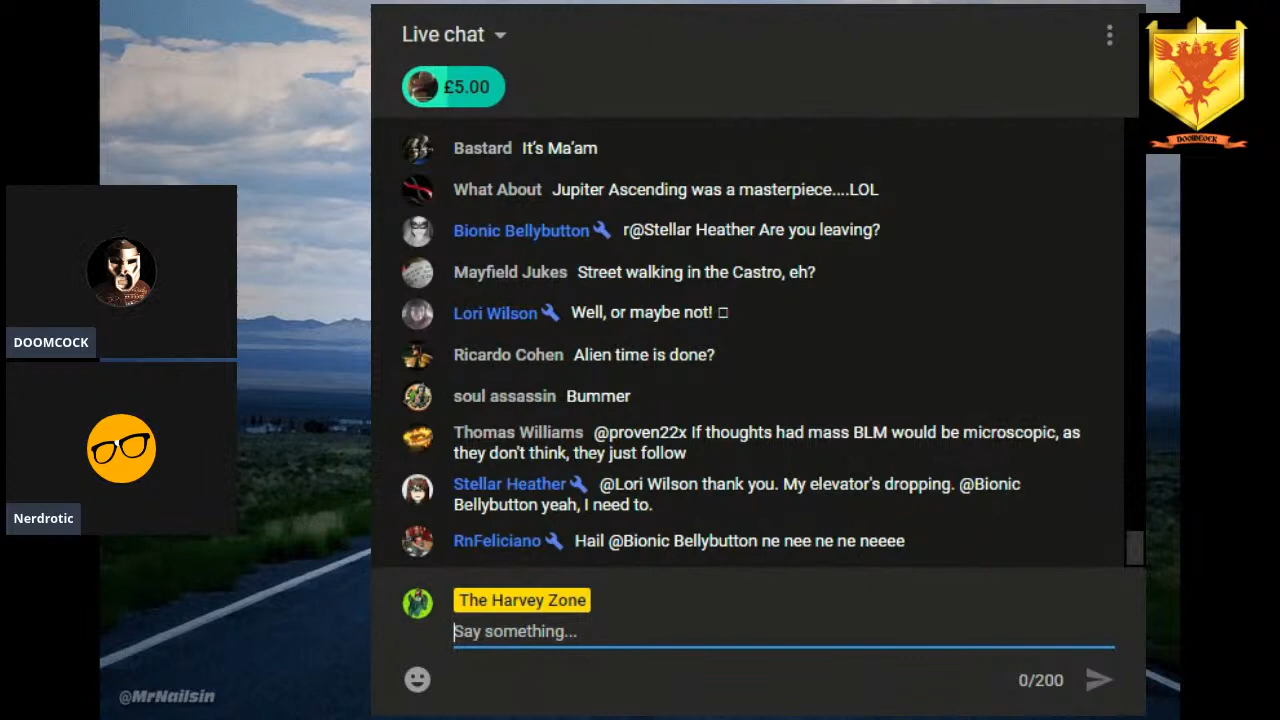 Live chat
£5.00
DOOMCOCK
Bastard It's Ma'am
What About Jupiter Ascending was a masterpiece....LOL
Bionic Bellybutton r@Stellar Heather Are you leaving?
Mayfield Jukes Street walking in the Castro, eh?
Lori Wilson Well, or maybe not!
DOOMCOCK
Ricardo Cohen Alien time is done?
soul assassin Bummer
Thomas Williams @proven22x If thoughts had mass BLM would be microscopic, as
they don't think, they just follow
Stellar Heather @Lori Wilson thank you. My elevator's dropping. @Bionic
Bellybutton yeah, I need to.
Nerdrotic
RnFeliciano Hail @Bionic Bellybutton ne nee ne ne neeee
The Harvey Zone
Say something...
0/200
@MrNailsin